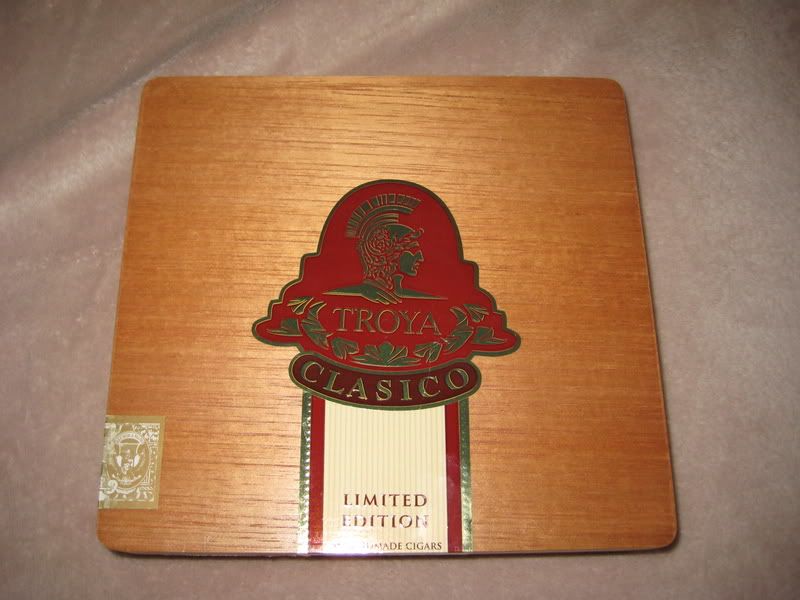 TROYA
CLASICO
LIMITED
EDITION
CIGARS